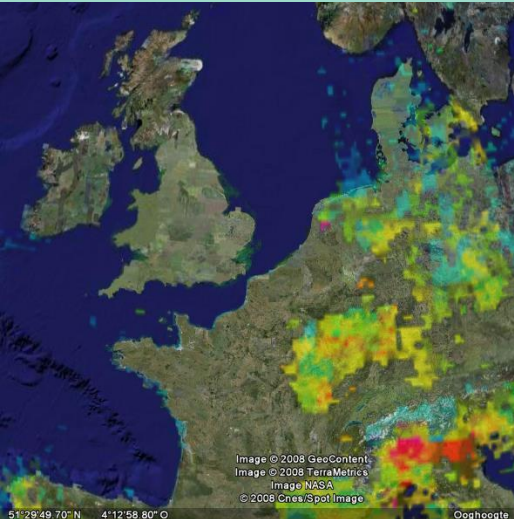 Image © 2008 GeoContent
Image © 2008 TerraMetrics
Image NASA
© 2008 Cnes/Spot Image
51°29'49.70" N 4°12'58.80" O Ooghoogte